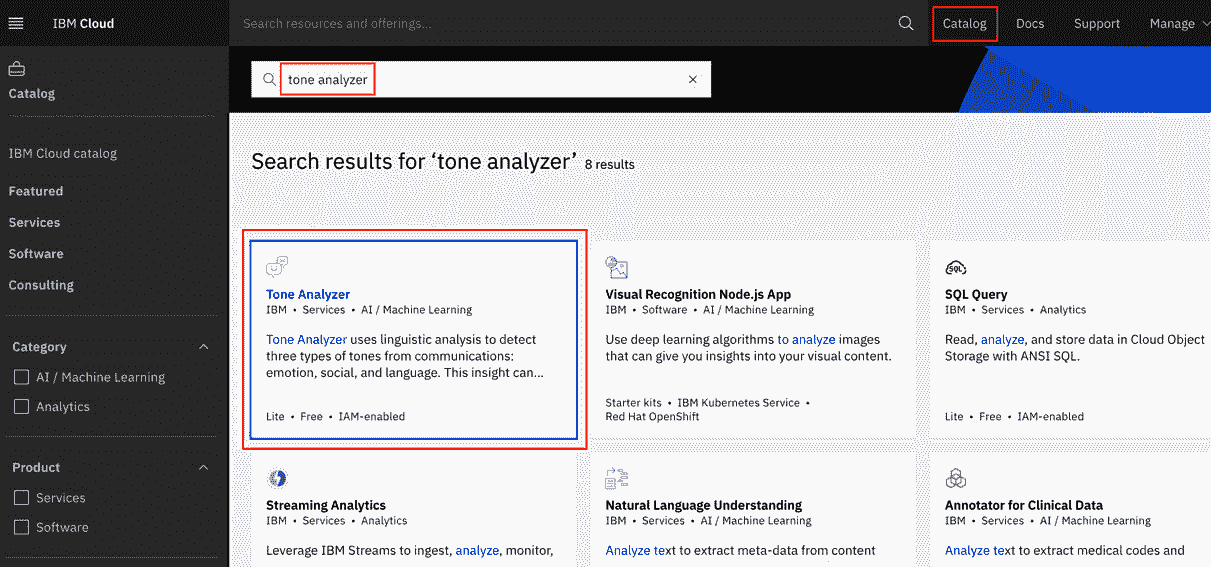 IBM Cloud
Search resources and offerings...
Catalog
Docs
Support
Manage
Catalog
IBM Cloud catalog
Featured
Services
Software
Consulting
Category
AI / Machine Learning
Analytics
Product
Services
Software
tone analyzer
Search results for ‘tone analyzer’ 8 results
Tone Analyzer
IBM • Services • AI / Machine Learning
Tone Analyzer uses linguistic analysis to detect
three types of tones from communications:
emotion, social, and language. This insight can...
Lite • Free • IAM-enabled
Visual Recognition Node.js App
IBM • Software • AI / Machine Learning
Use deep learning algorithms to analyze images
that can give you insights into your visual content.
Starter kits • IBM Kubernetes Service •
Red Hat OpenShift
SQL
SQL Query
IBM • Services • Analytics
Read, analyze, and store data in Cloud Object
Storage with ANSI SQL.
Lite • Free • IAM-enabled
Streaming Analytics
IBM • Services • Analytics
Leverage IBM Streams to ingest, analyze, monitor,
Natural Language Understanding
IBM • Services • AI / Machine Learning
Analyze text to extract meta-data from content
Annotator for Clinical Data
IBM • Services • AI / Machine Learning
Analyze text to extract medical codes and